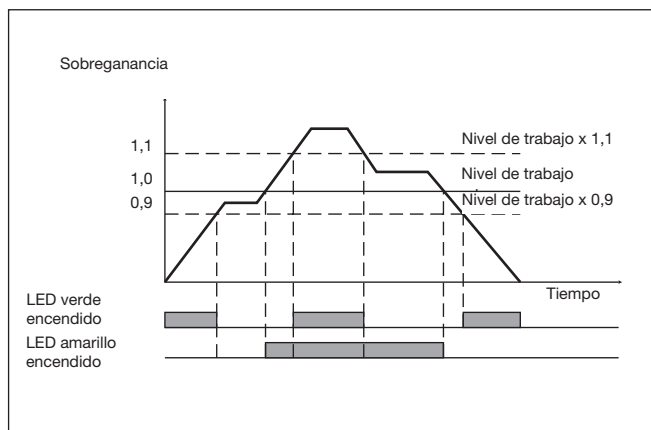 Sobreganancia
1,1
Nivel de trabajo x 1,1
1,0
Nivel de trabajo
0,9
Nivel de trabajo x 0,9
Tiempo
LED verde
encendido
LED amarillo
encendido